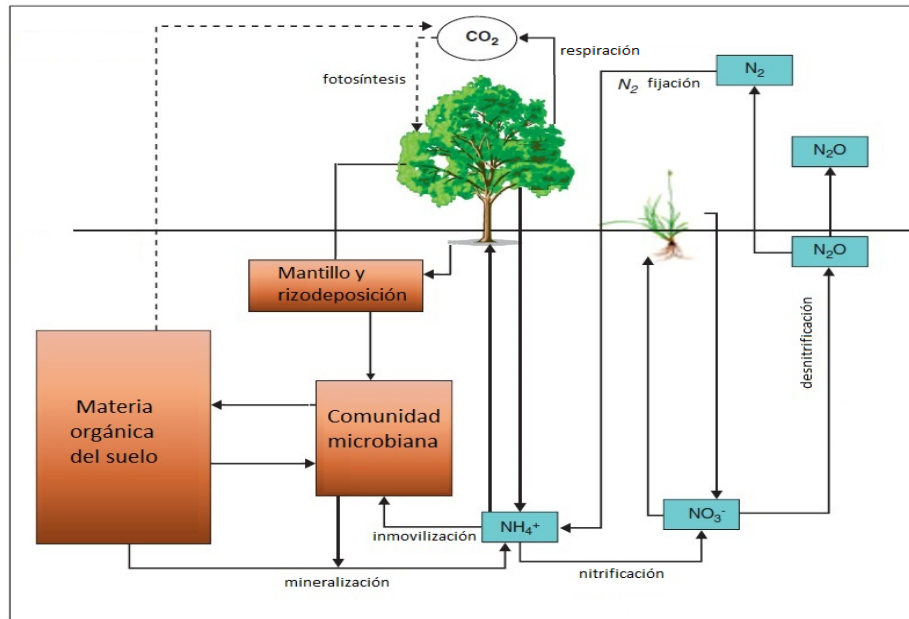 CO₂
respiración
fotosíntesis
N₂ fijación
N₂
N₂O
N₂O
Mantillo y
rizodeposición
desnitrificación
Materia
orgánica
del suelo
Comunidad
microbiana
NH₄⁺
NO₃⁻
inmovilización
mineralización
nitrificación